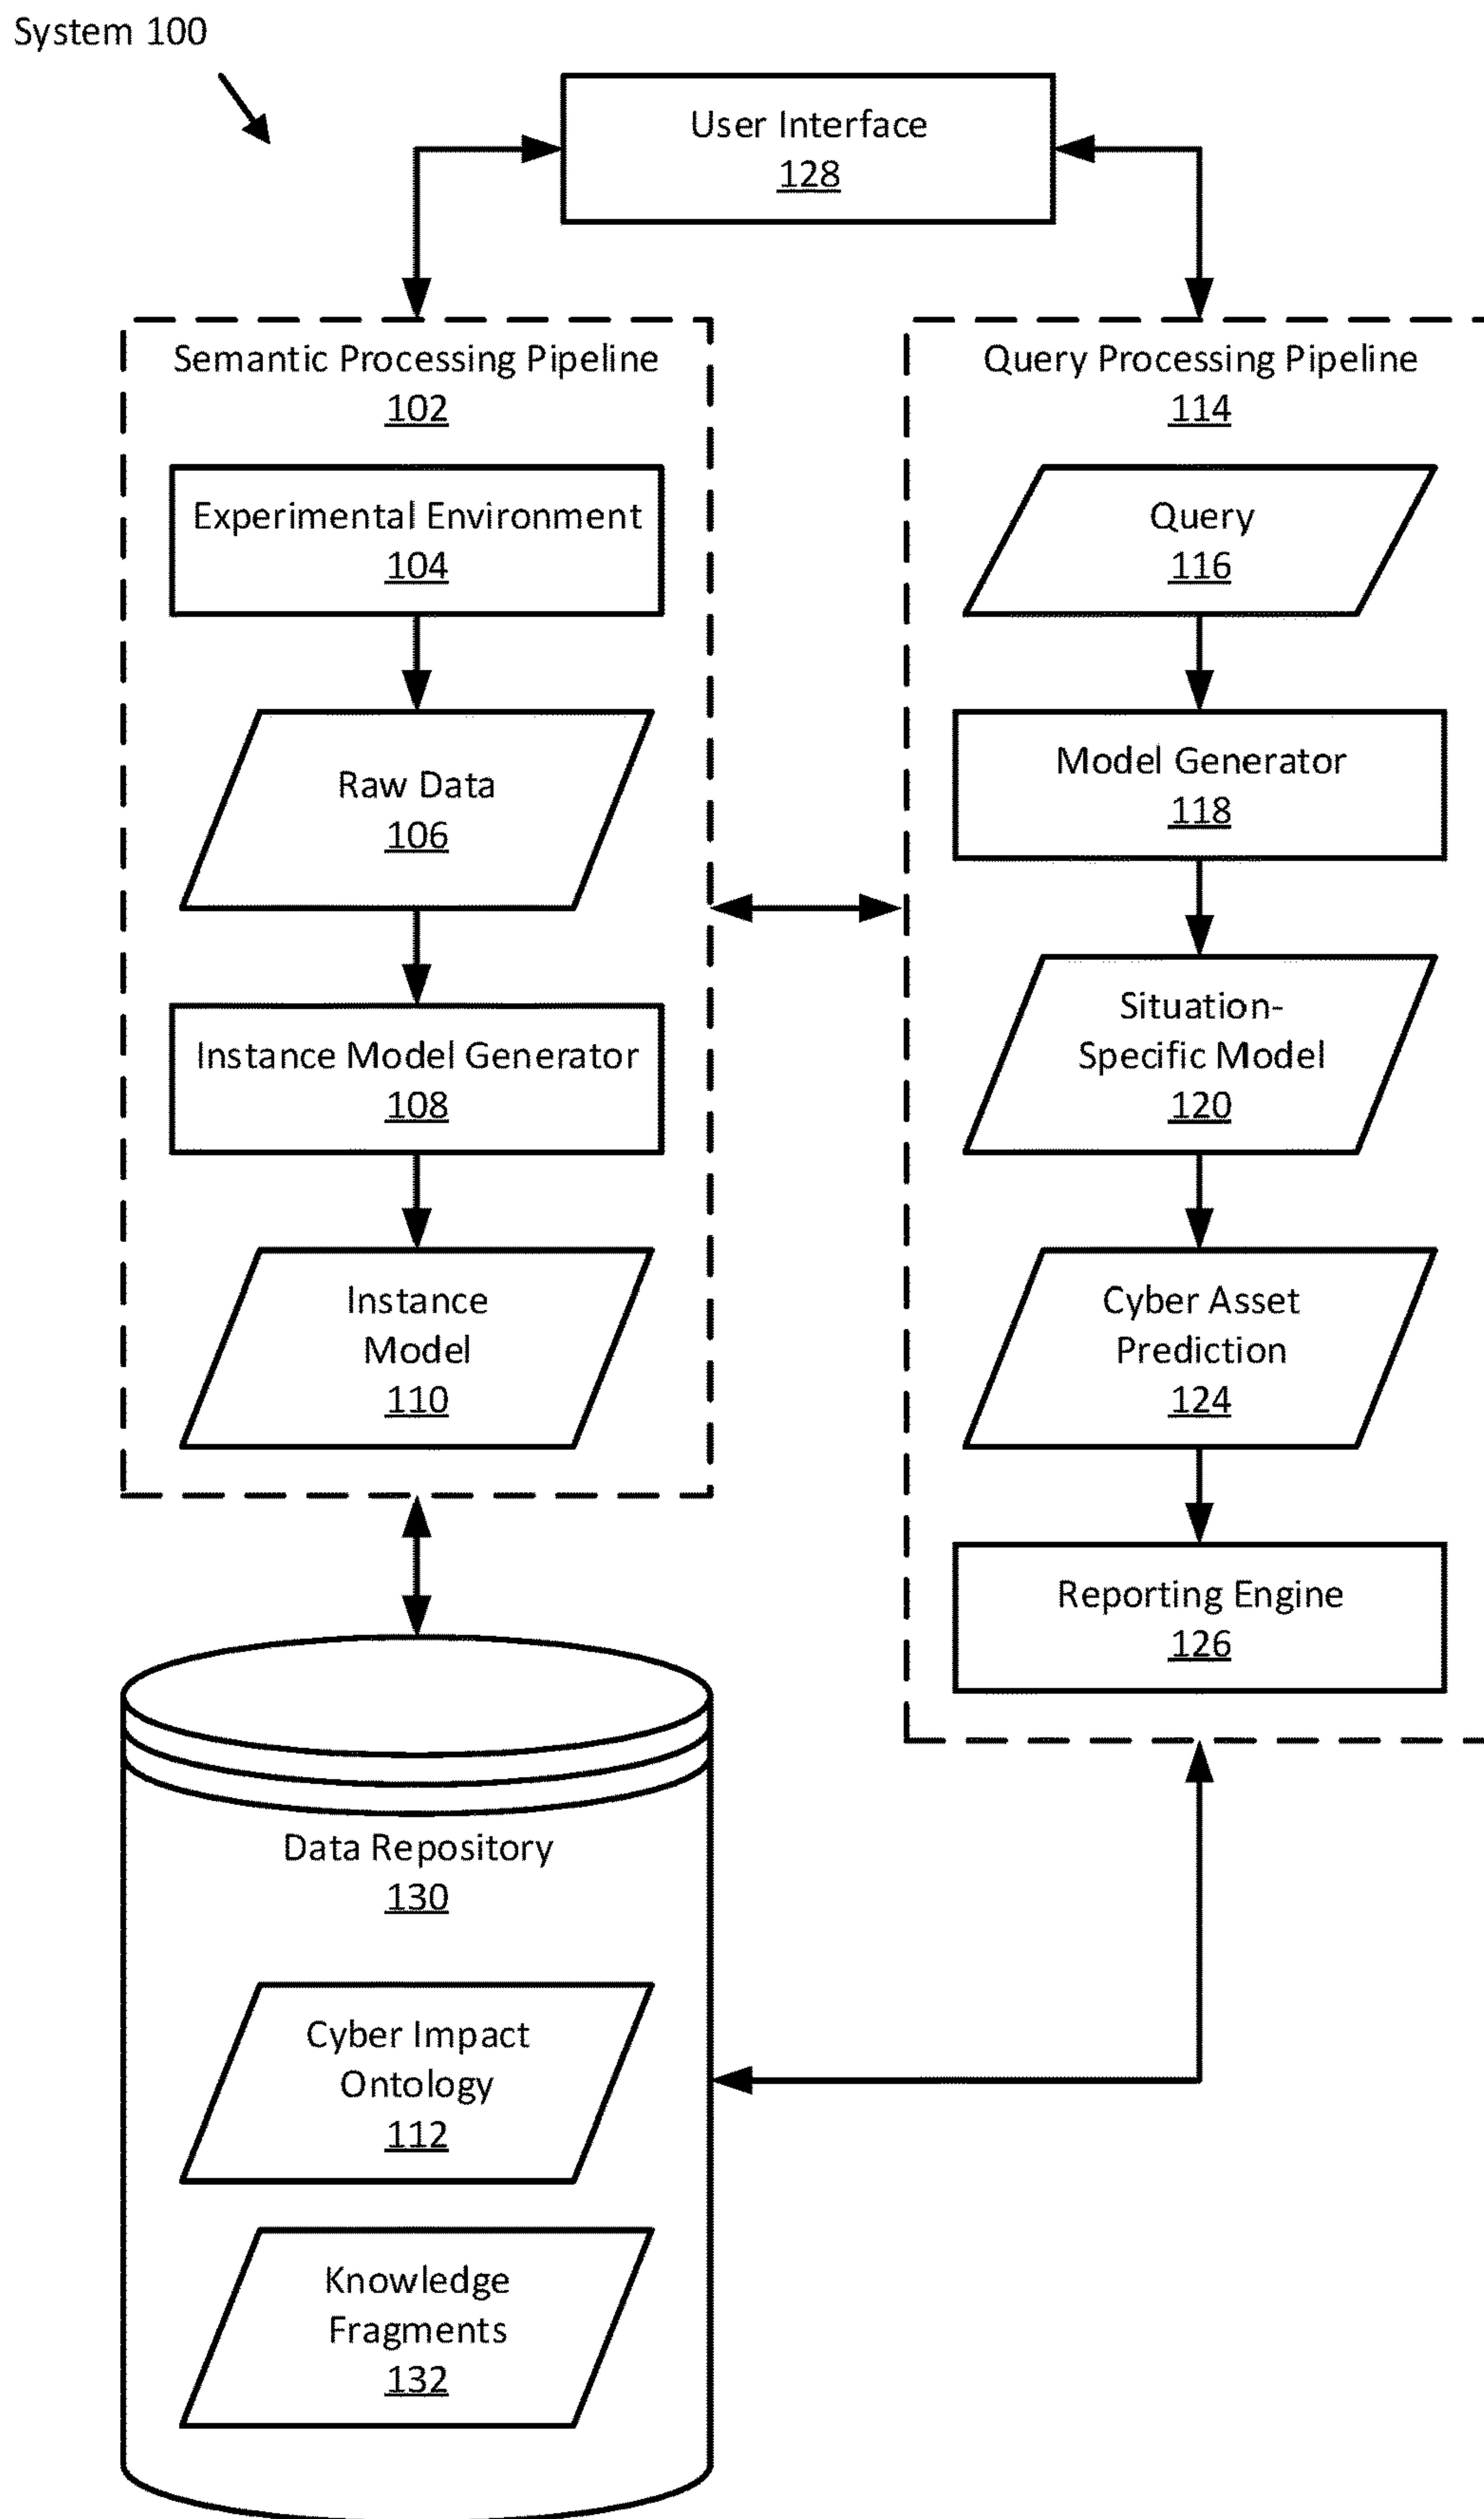 System 100
User Interface
128
Semantic Processing Pipeline
102
Experimental Environment
104
Raw Data
106
Instance Model Generator
108
Instance
Model
110
Query Processing Pipeline
114
Query
116
Model Generator
118
Situation-
Specific Model
120
Cyber Asset
Prediction
124
Reporting Engine
126
Data Repository
130
Cyber Impact
Ontology
112
Knowledge
Fragments
132